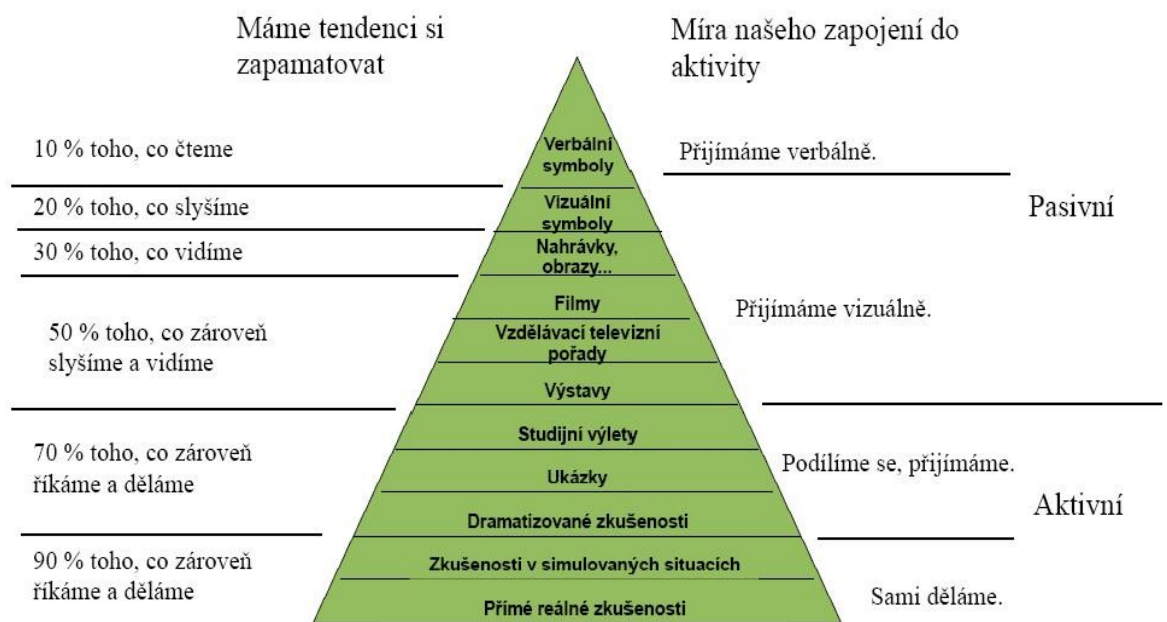 Máme tendenci si
zapamatovat
Míra našeho zapojení do
aktivity
10 % toho, co čteme
Verbální
symboly
Přijímáme verbálně.
20 % toho, co slyšíme
Vizuální
symboly
Pasivní
30 % toho, co vidíme
Nahrávky,
obrazy...
50 % toho, co zároveň
slyšíme a vidíme
Filmy
Vzdělávací televizní
pořady
Výstavy
Přijímáme vizuálně.
70 % toho, co zároveň
říkáme a děláme
Studijní výlety
Ukázky
Dramatizované zkušenosti
Podílíme se, přijímáme.
Aktivní
90 % toho, co zároveň
říkáme a děláme
Zkušenosti v simulovaných situacích
Přímé reálné zkušenosti
Sami děláme.